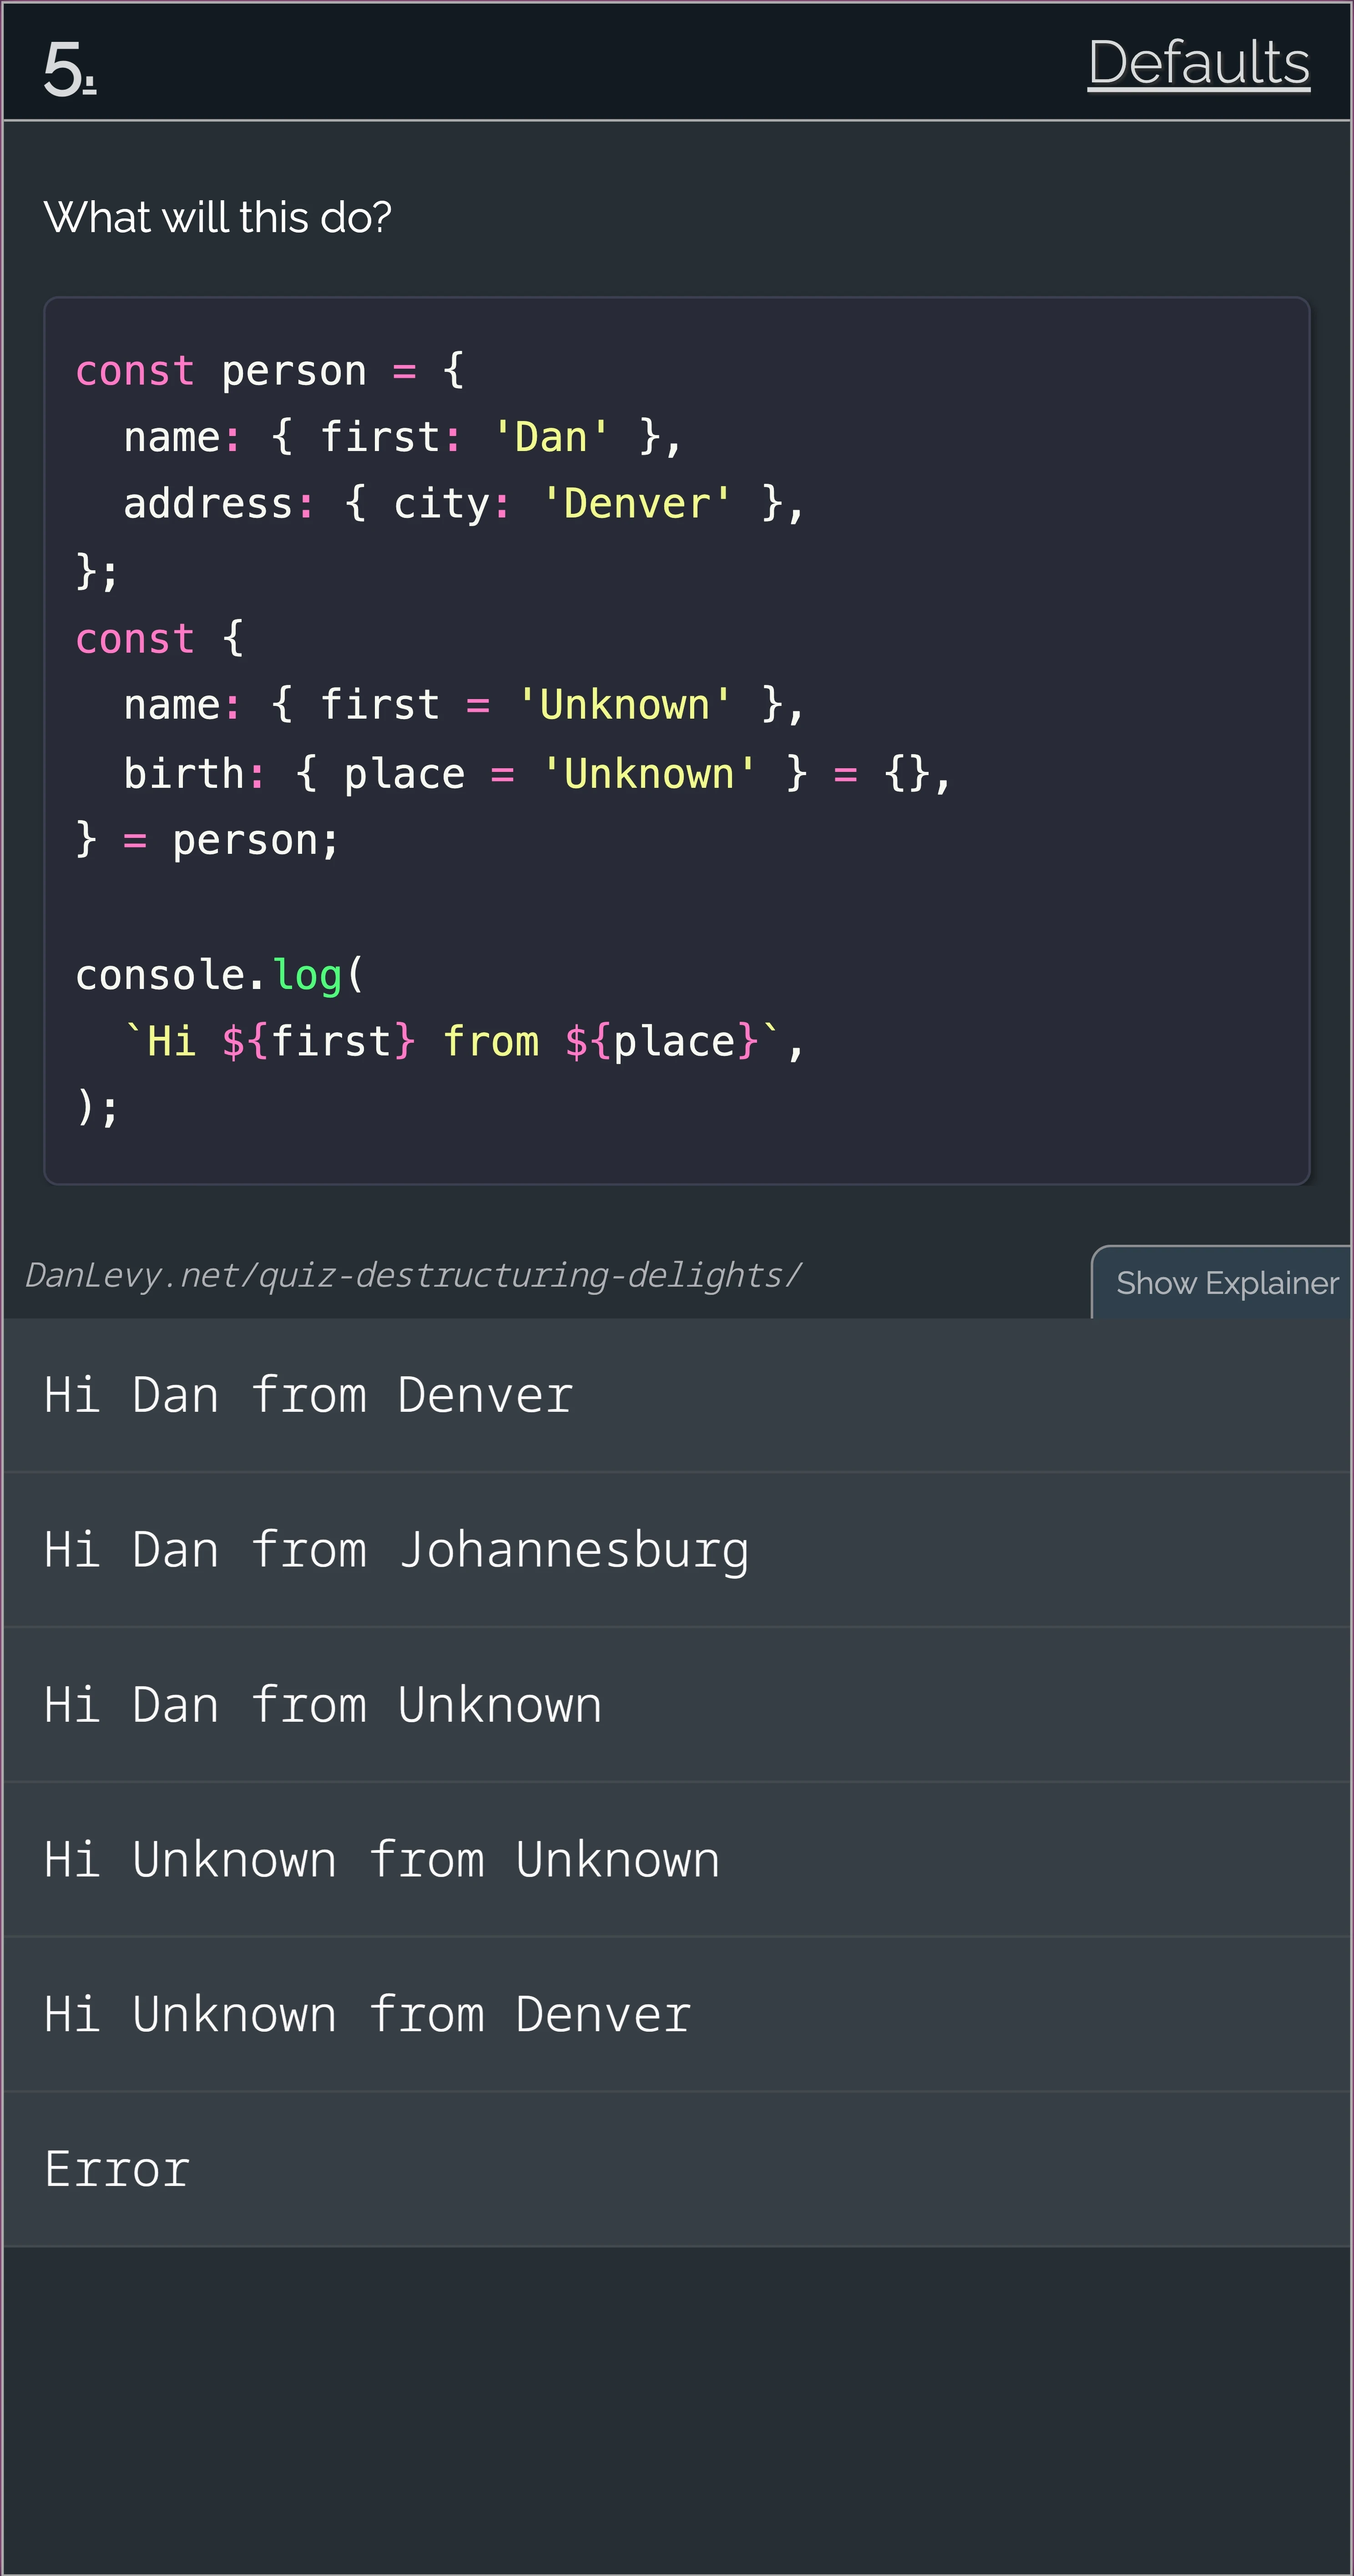 5.
Defaults
What will this do?
const person = {
  name: { first: 'Dan' },
  address: { city: 'Denver' },
};
const {
  name: { first = 'Unknown' },
  birth: { place = 'Unknown' } = {},
} = person;

console.log(
  `Hi ${first} from ${place}`,
);
DanLevy.net/quiz-destructuring-delights/
Show Explainer
Hi Dan from Denver
Hi Dan from Johannesburg
Hi Dan from Unknown
Hi Unknown from Unknown
Hi Unknown from Denver
Error